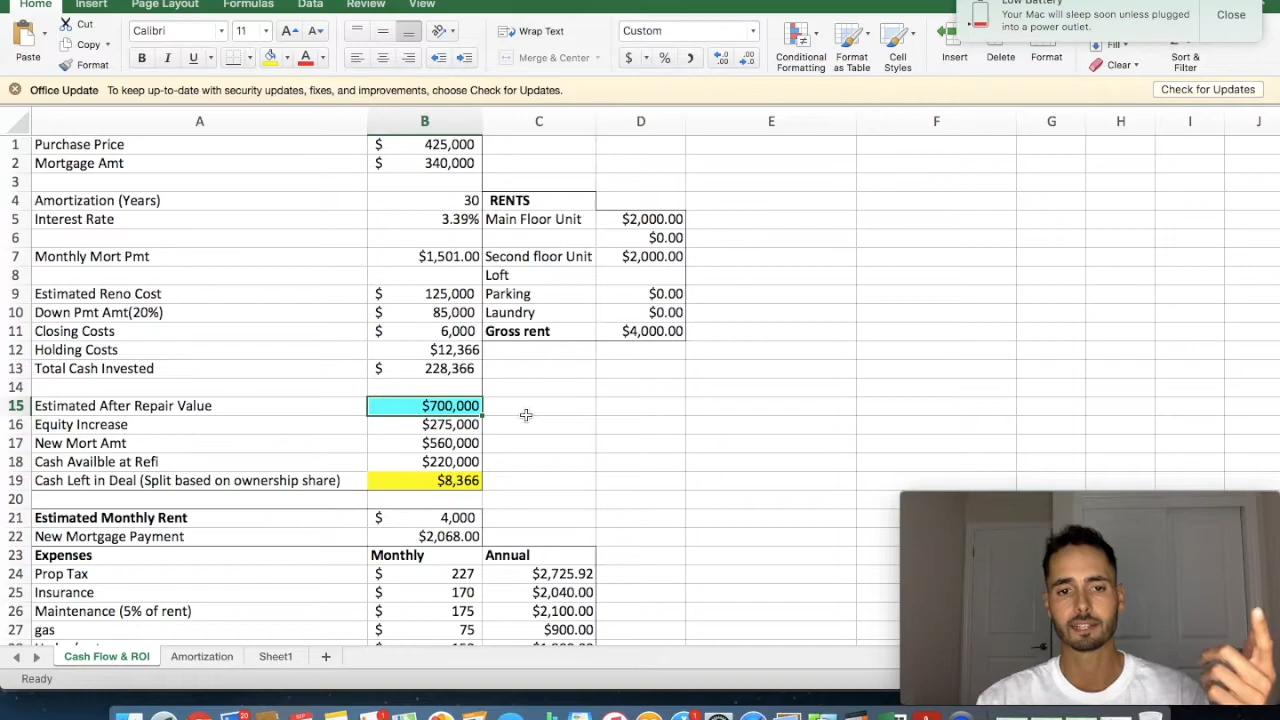 Home Insert Page Layout Formulas Data Review View
Low Battery
Your Mac will sleep soon unless plugged
into a power outlet.
Close
Paste
Cut
Copy
Format
Calibri 11 A A
B I U A
Wrap Text
Merge & Center
Custom
$ %
Conditional
Formatting
Format
as Table
Cell
Styles
Insert
Delete
Format
Fill
Clear
Sort &
Filter
Office Update To keep up-to-date with security updates, fixes, and improvements, choose Check for Updates.
Check for Updates
A B C D E F G H I J
1 Purchase Price $ 425,000
2 Mortgage Amt $ 340,000
3
4 Amortization (Years) 30 RENTS
5 Interest Rate 3.39% Main Floor Unit $2,000.00
6 $0.00
7 Monthly Mort Pmt $1,501.00 Second floor Unit $2,000.00
8 Loft
9 Estimated Reno Cost $ 125,000 Parking $0.00
10 Down Pmt Amt(20%) $ 85,000 Laundry $0.00
11 Closing Costs $ 6,000 Gross rent $4,000.00
12 Holding Costs $12,366
13 Total Cash Invested $ 228,366
14
15 Estimated After Repair Value $700,000
16 Equity Increase $275,000
17 New Mort Amt $560,000
18 Cash Availble at Refi $220,000
19 Cash Left in Deal (Split based on ownership share) $8,366
20
21 Estimated Monthly Rent $ 4,000
22 New Mortgage Payment $2,068.00
23 Expenses Monthly Annual
24 Prop Tax $ 227 $2,725.92
25 Insurance $ 170 $2,040.00
26 Maintenance (5% of rent) $ 175 $2,100.00
27 gas $ 75 $900.00
Cash Flow & ROI Amortization Sheet1 +
Ready